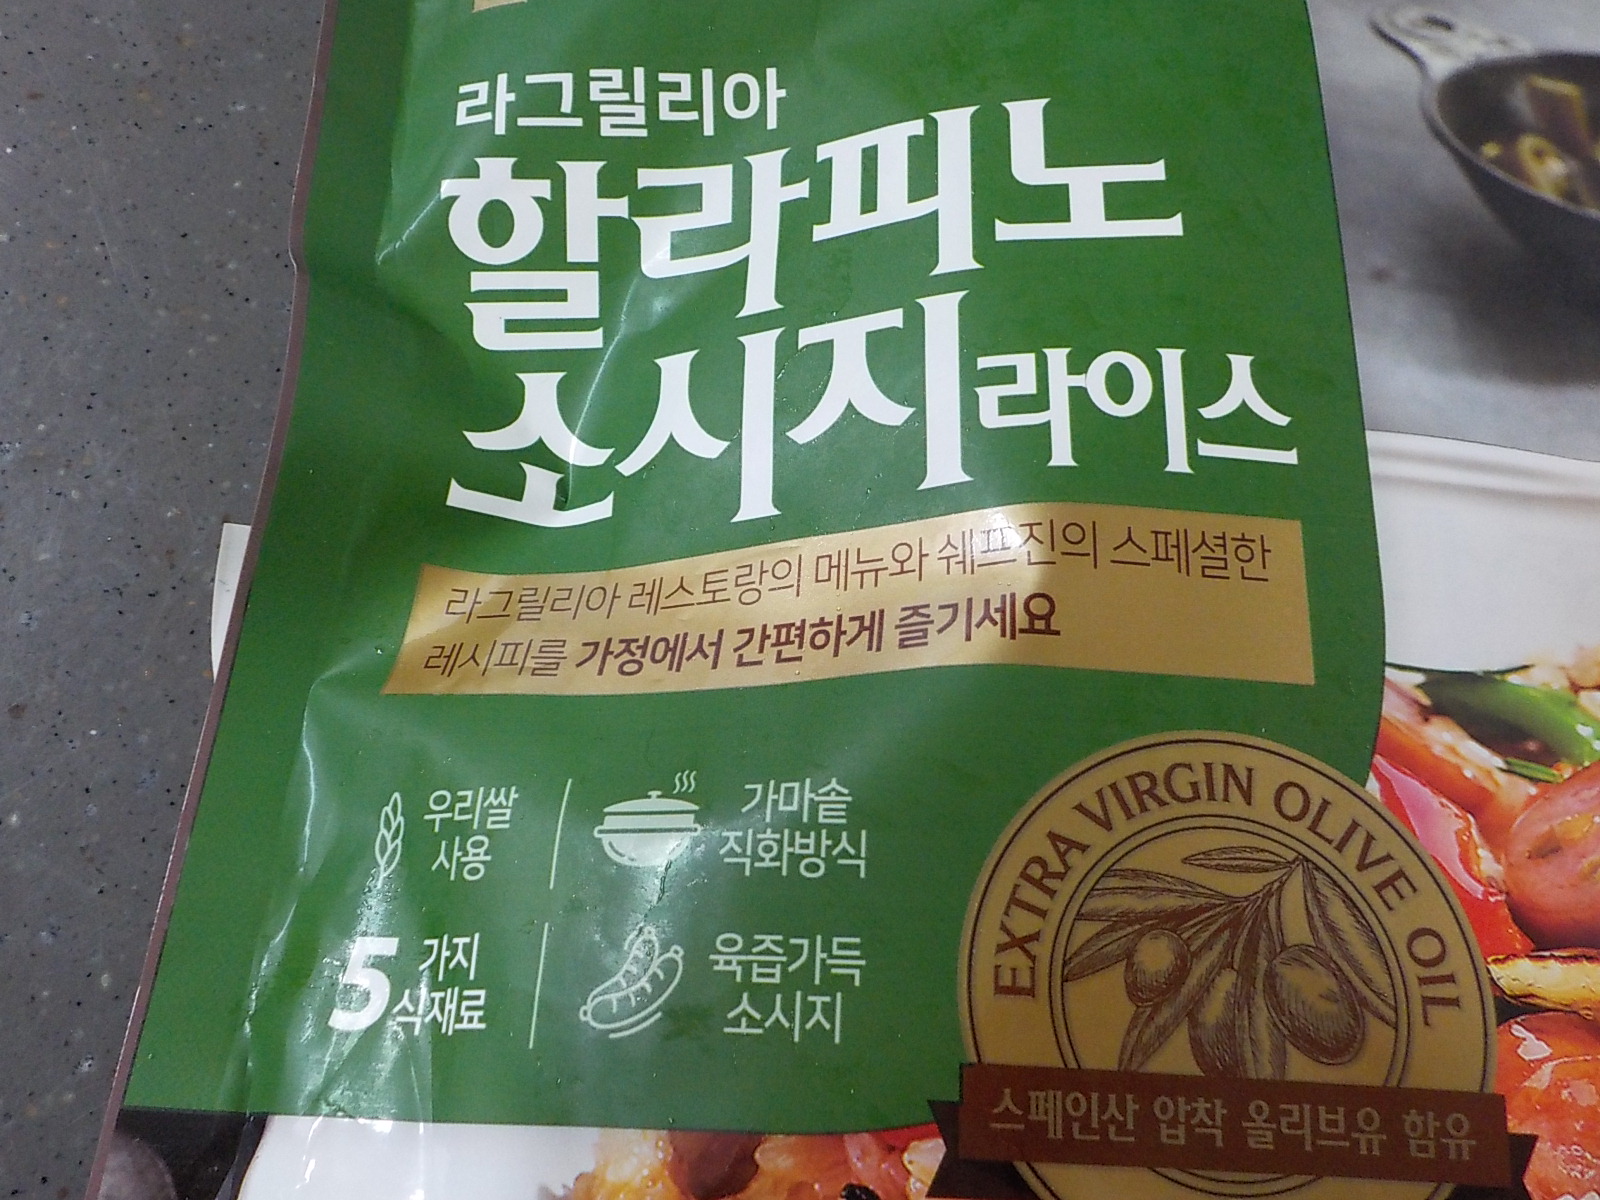 라그릴리아
할라피노
소시지라이스
라그릴리아 레스토랑의 메뉴와 쉐프진의 스페셜한
레시피를 가정에서 간편하게 즐기세요
우리쌀
사용
가마솥
직화방식
5가지
식재료
육즙가득
소시지
EXTRA VIRGIN OLIVE OIL
스페인산 압착 올리브유 함유